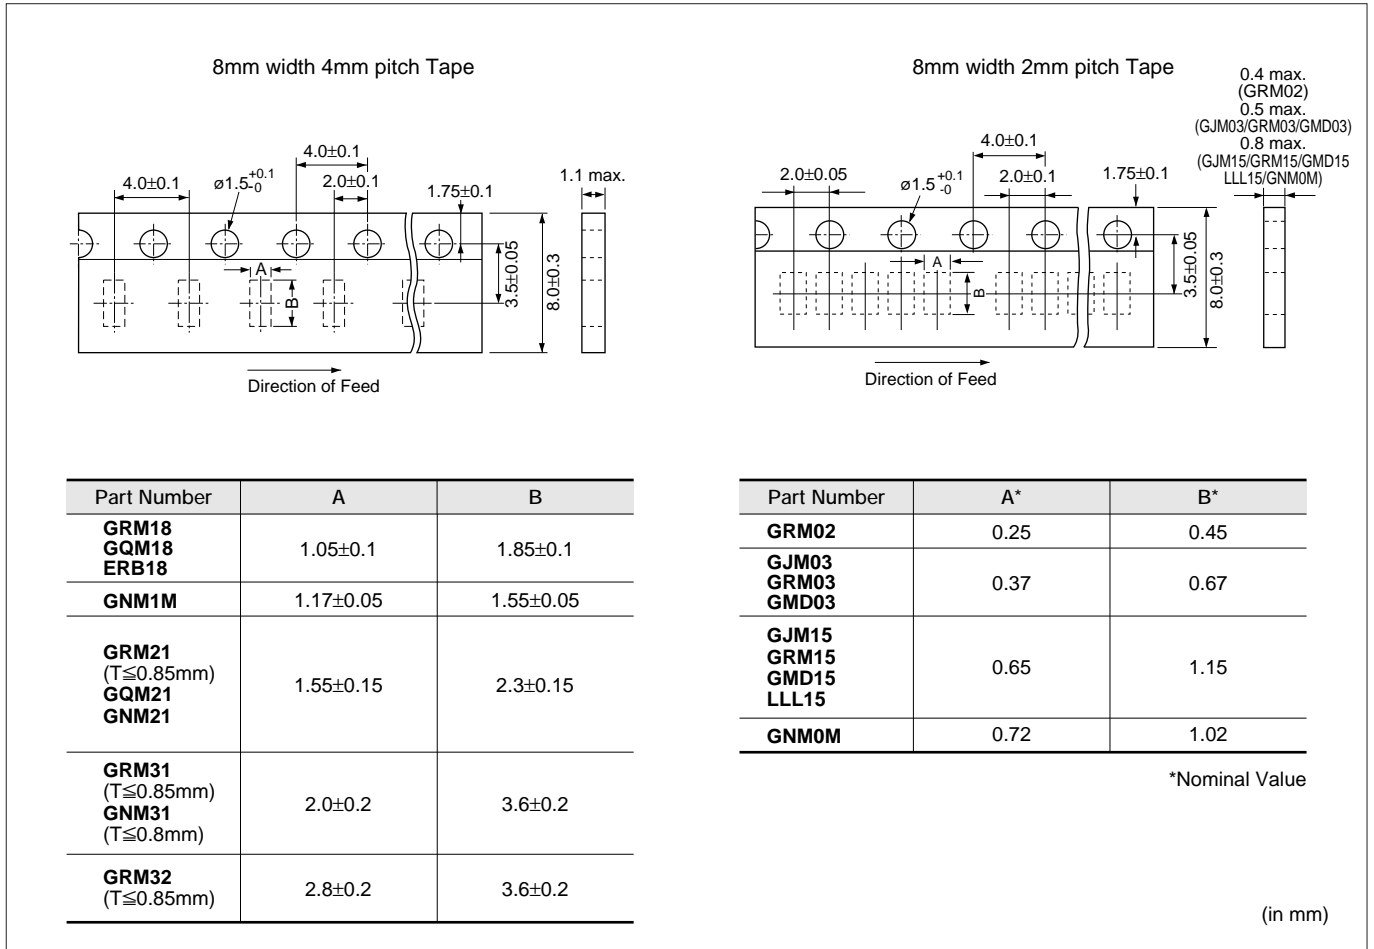 8mm width 4mm pitch Tape
4.0±0.1
4.0±0.1
ø1.5+0.1-0
2.0±0.1
1.75±0.1
1.1 max.
A
B
3.5±0.05
8.0±0.3
Direction of Feed
8mm width 2mm pitch Tape
0.4 max.
(GRM02)
0.5 max.
(GJM03/GRM03/GMD03)
0.8 max.
(GJM15/GRM15/GMD15
LLL15/GNM0M)
4.0±0.1
2.0±0.05
ø1.5+0.1-0
2.0±0.1
1.75±0.1
A
B
3.5±0.05
8.0±0.3
Direction of Feed
Part Number A B
GRM18
GQM18
ERB18
1.05±0.1 1.85±0.1
GNM1M 1.17±0.05 1.55±0.05
GRM21
(T≦0.85mm)
GQM21
GNM21
1.55±0.15 2.3±0.15
GRM31
(T≦0.85mm)
GNM31
(T≦0.8mm)
2.0±0.2 3.6±0.2
GRM32
(T≦0.85mm)
2.8±0.2 3.6±0.2
Part Number A* B*
GRM02 0.25 0.45
GJM03
GRM03
GMD03
0.37 0.67
GJM15
GRM15
GMD15
LLL15
0.65 1.15
GNM0M 0.72 1.02
*Nominal Value
(in mm)